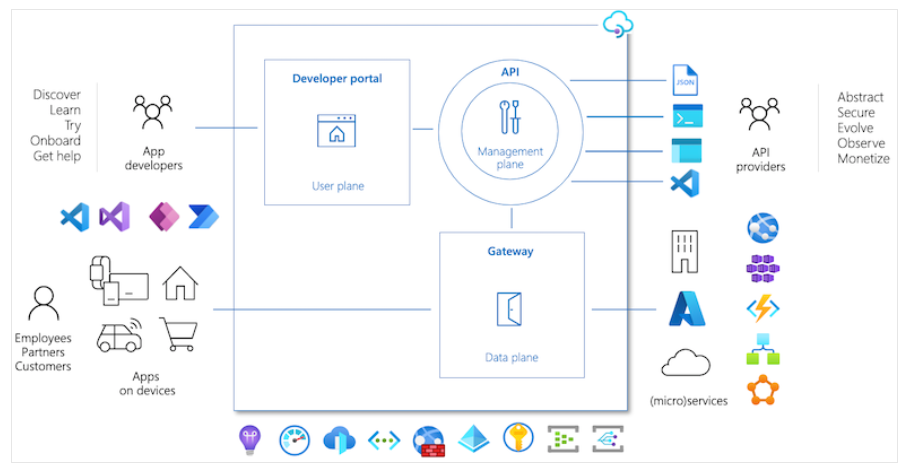 Discover
Learn
Try
Onboard
Get help
App
developers
Developer portal
User plane
API
Management
plane
JSON
API
providers
Abstract
Secure
Evolve
Observe
Monetize
Employees
Partners
Customers
Apps
on devices
Gateway
Data plane
(micro)services